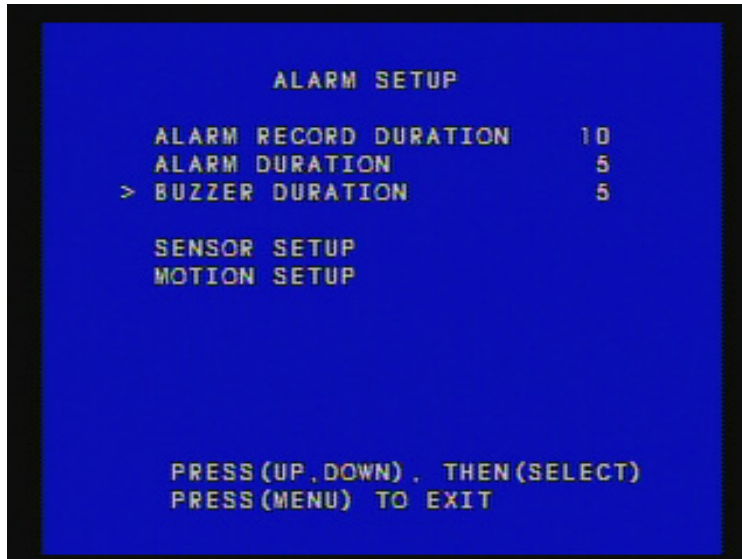 ALARM SETUP
ALARM RECORD DURATION 10
ALARM DURATION 5
> BUZZER DURATION 5
SENSOR SETUP
MOTION SETUP
PRESS(UP,DOWN), THEN(SELECT)
PRESS(MENU) TO EXIT